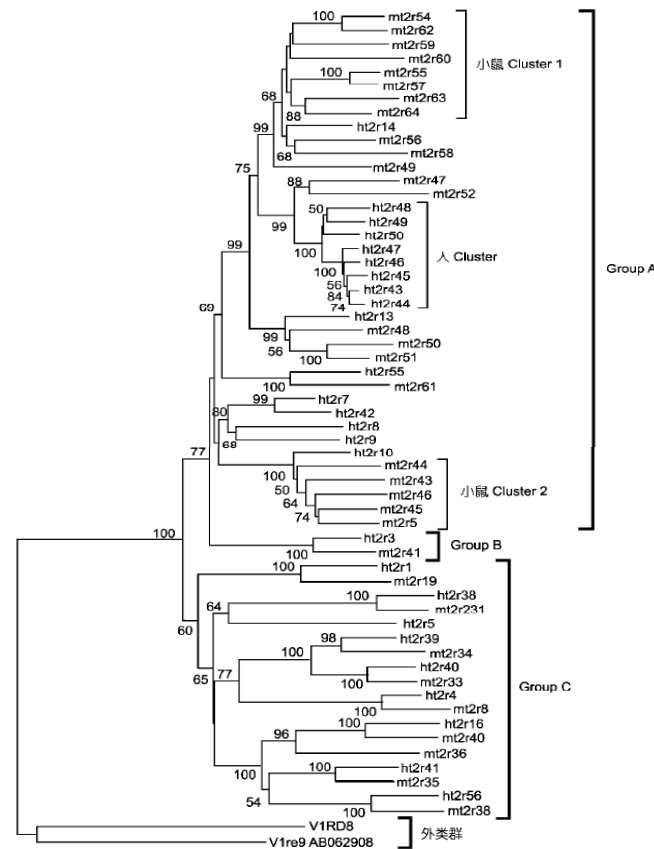 100
mt2r54
mt2r62
mt2r59
mt2r60
100
mt2r55
mt2r57
68
mt2r63
88
mt2r64
小鼠 Cluster 1
99
ht2r14
mt2r56
68
mt2r58
75
mt2r49
88
mt2r47
mt2r52
99
50
ht2r48
ht2r49
ht2r50
100
ht2r47
100
ht2r46
56
ht2r45
84
ht2r43
74
ht2r44
人 Cluster
Group A
99
ht2r13
99
mt2r48
56
mt2r50
100
mt2r51
69
ht2r55
100
mt2r61
99
ht2r7
80
ht2r42
ht2r8
68
ht2r9
77
ht2r10
100
mt2r44
50
mt2r43
64
mt2r46
74
mt2r45
mt2r5
小鼠 Cluster 2
100
ht2r3
100
mt2r41
Group B
100
ht2r1
mt2r19
60
100
ht2r38
64
mt2r231
ht2r5
65
98
ht2r39
100
mt2r34
77
ht2r40
100
mt2r33
ht2r4
100
mt2r8
Group C
100
ht2r16
96
mt2r40
mt2r36
100
100
ht2r41
mt2r35
54
ht2r56
100
mt2r38
V1RD8
V1re9 AB062908
外类群